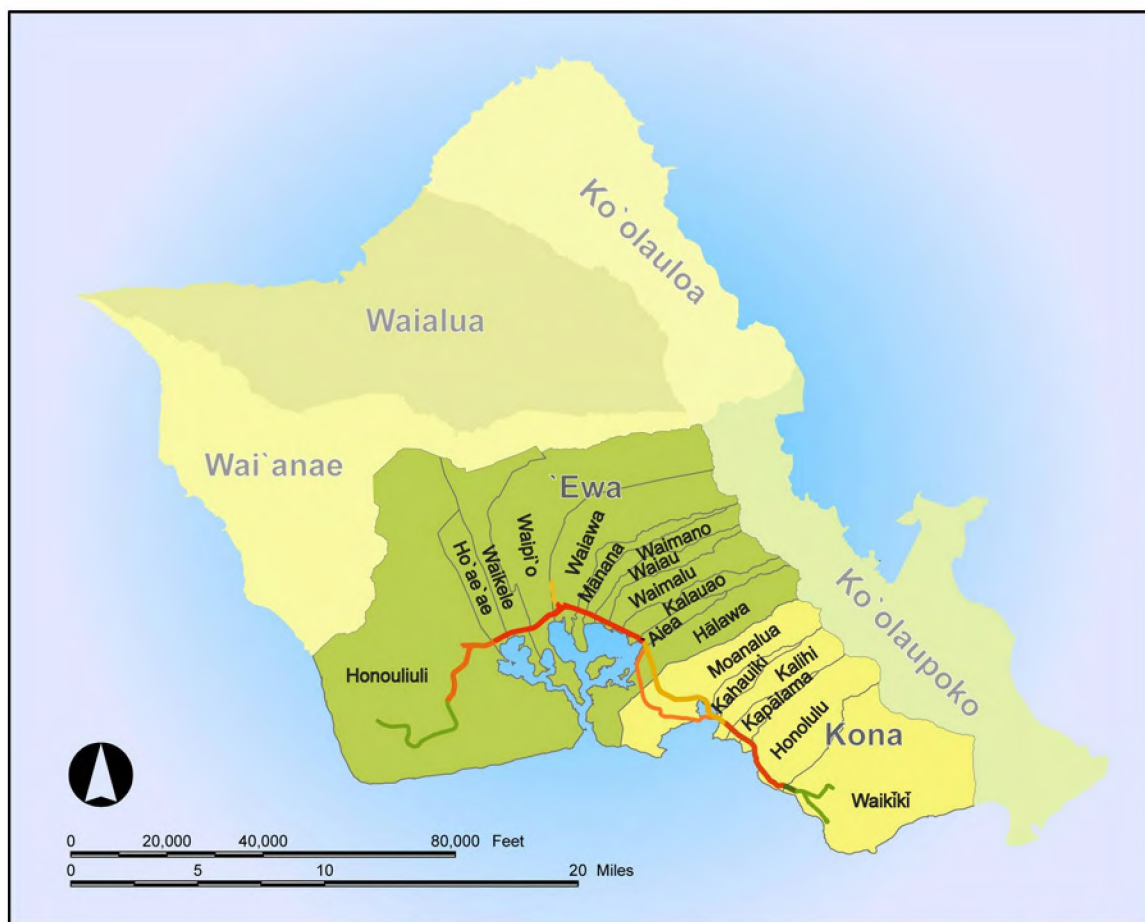 Ko`olauloa
Waialua
Wai`anae
`Ewa
Ko`olaupoko
Kona
Ho`ae`ae
Waikele
Waipi`o
Waiawa
Mānana
Waimano
Waiau
Waimalu
Kalauao
Aiea
Hālawa
Honouliuli
Moanalua
Kahauiki
Kalihi
Kapālama
Honolulu
Waikīkī
0 20,000 40,000 80,000 Feet
0 5 10 20 Miles